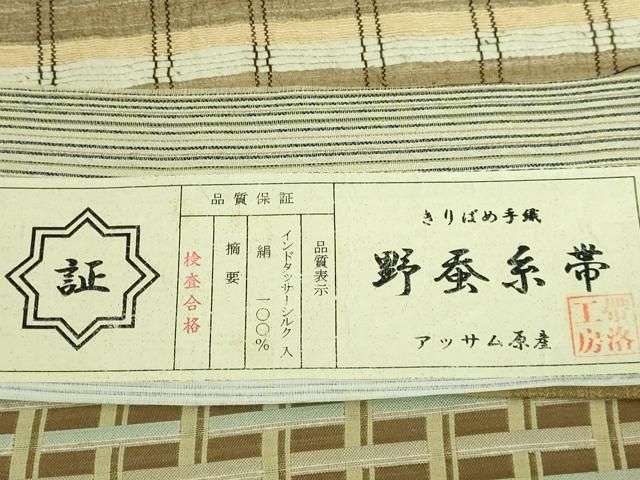 きりばめ手織
野蚕糸帯
アッサム原産
帯洛
工房
品質保証
品質表示
インドタッサーシルク 入
絹 一〇〇%
摘要
検査合格
証